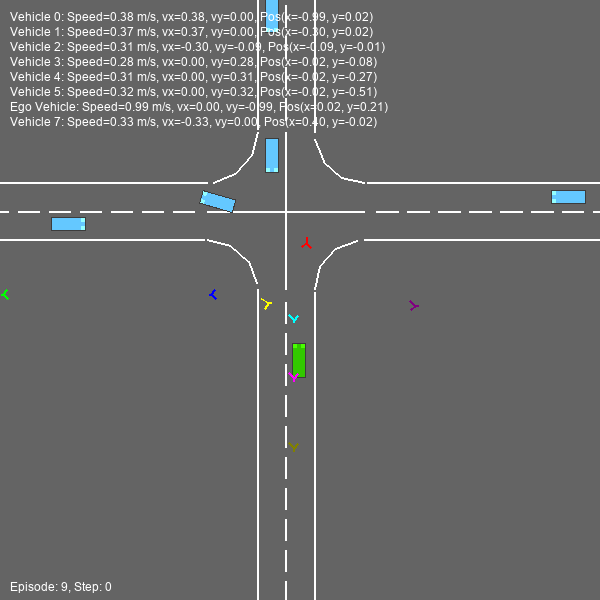 Vehicle 0: Speed=0.38 m/s, vx=0.38, vy=0.00, Pos(x=-0.99, y=0.02)
Vehicle 1: Speed=0.37 m/s, vx=0.37, vy=0.00, Pos(x=-0.30, y=0.02)
Vehicle 2: Speed=0.31 m/s, vx=-0.30, vy=-0.09, Pos(x=-0.09, y=-0.01)
Vehicle 3: Speed=0.28 m/s, vx=0.00, vy=0.28, Pos(x=-0.02, y=-0.08)
Vehicle 4: Speed=0.31 m/s, vx=0.00, vy=0.31, Pos(x=-0.02, y=-0.27)
Vehicle 5: Speed=0.32 m/s, vx=0.00, vy=0.32, Pos(x=-0.02, y=-0.51)
Ego Vehicle: Speed=0.99 m/s, vx=0.00, vy=-0.99, Pos(x=0.02, y=0.21)
Vehicle 7: Speed=0.33 m/s, vx=-0.33, vy=0.00, Pos(x=0.40, y=-0.02)
Episode: 9, Step: 0